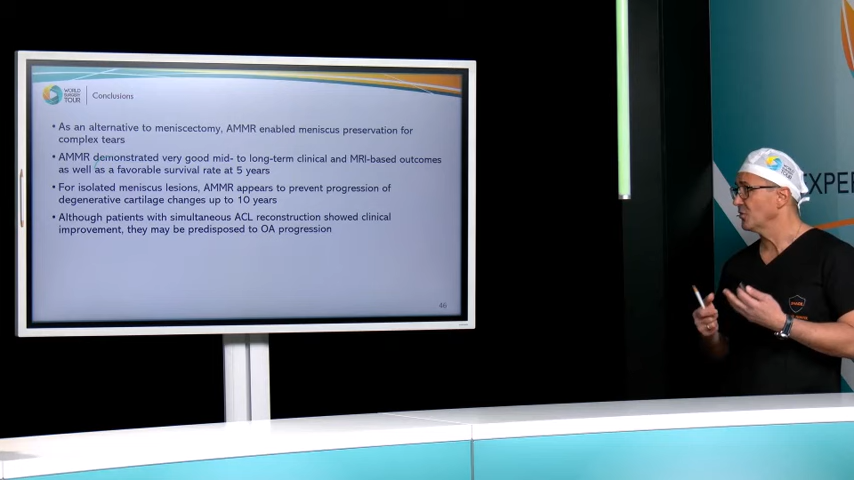 WORLD
SURGERY
TOUR
Conclusions
• As an alternative to meniscectomy, AMMR enabled meniscus preservation for
complex tears
• AMMR demonstrated very good mid- to long-term clinical and MRI-based outcomes
as well as a favorable survival rate at 5 years
• For isolated meniscus lesions, AMMR appears to prevent progression of
degenerative cartilage changes up to 10 years
• Although patients with simultaneous ACL reconstruction showed clinical
improvement, they may be predisposed to OA progression
46
EXPER